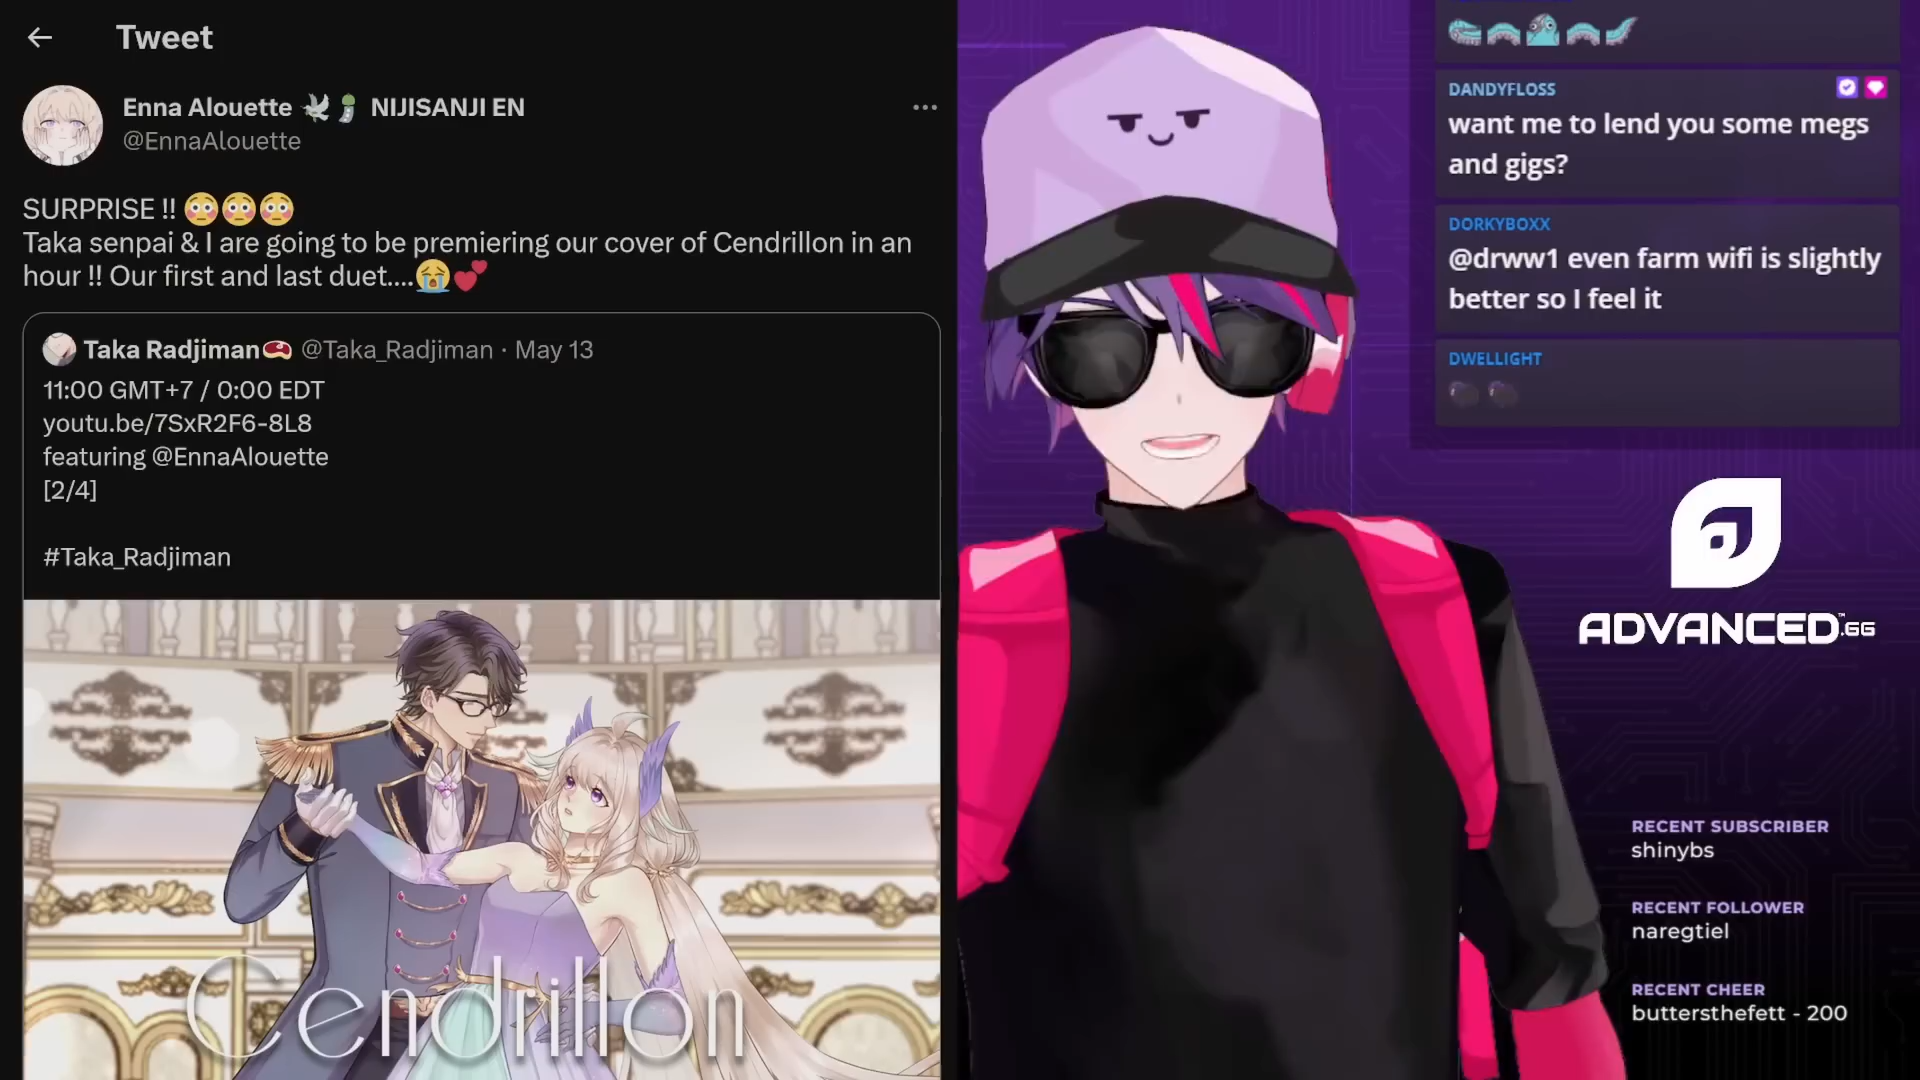 Tweet
Enna Alouette 🕊 NIJISANJI EN
@EnnaAlouette
SURPRISE !! 😳😳😳
Taka senpai & I are going to be premiering our cover of Cendrillon in an
hour !! Our first and last duet....😭💕
Taka Radjiman🥩 @Taka_Radjiman · May 13
11:00 GMT+7 / 0:00 EDT
youtu.be/7SxR2F6-8L8
featuring @EnnaAlouette
[2/4]
#Taka_Radjiman
Cendrillon
DANDYFLOSS
want me to lend you some megs
and gigs?
DORKYBOXX
@drww1 even farm wifi is slightly
better so I feel it
DWELLIGHT
ADVANCED.GG
RECENT SUBSCRIBER
shinybs
RECENT FOLLOWER
naregtiel
RECENT CHEER
buttersthefett - 200